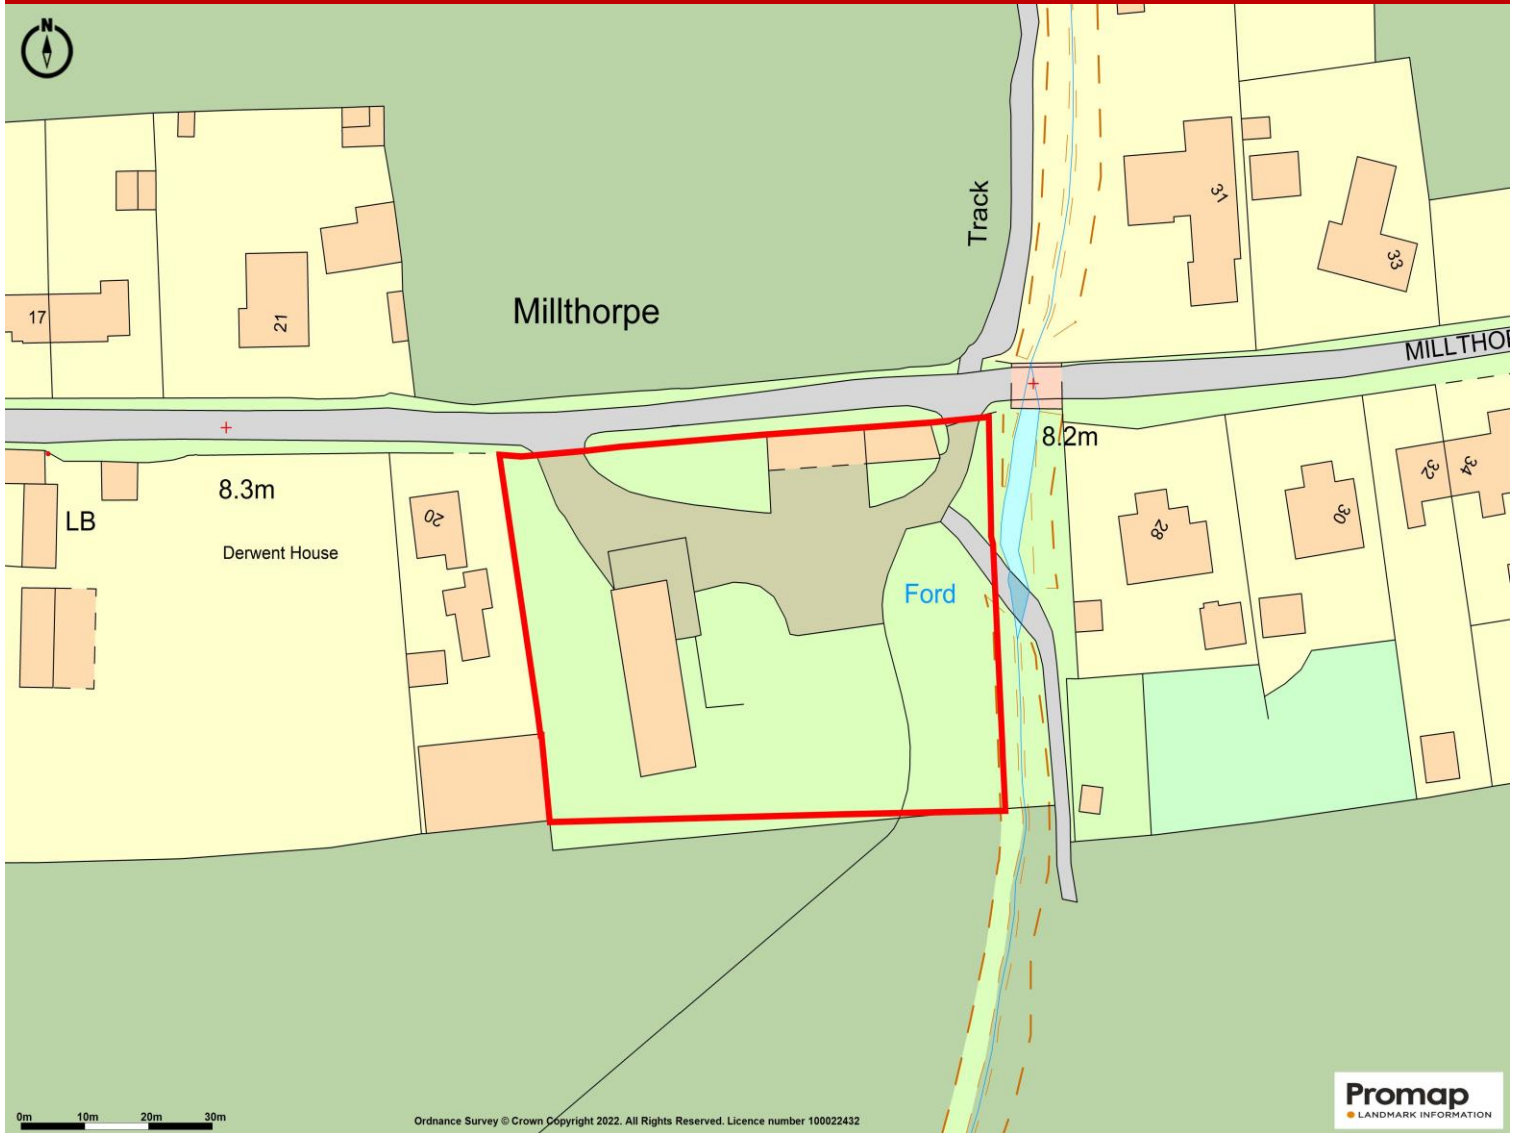 N
Track
31
33
17
21
Millthorpe
MILLTHO
8.2m
8.3m
LB
20
Derwent House
28
30
32
34
Ford
0m 10m 20m 30m
Ordnance Survey © Crown Copyright 2022. All Rights Reserved. Licence number 100022432
Promap
LANDMARK INFORMATION